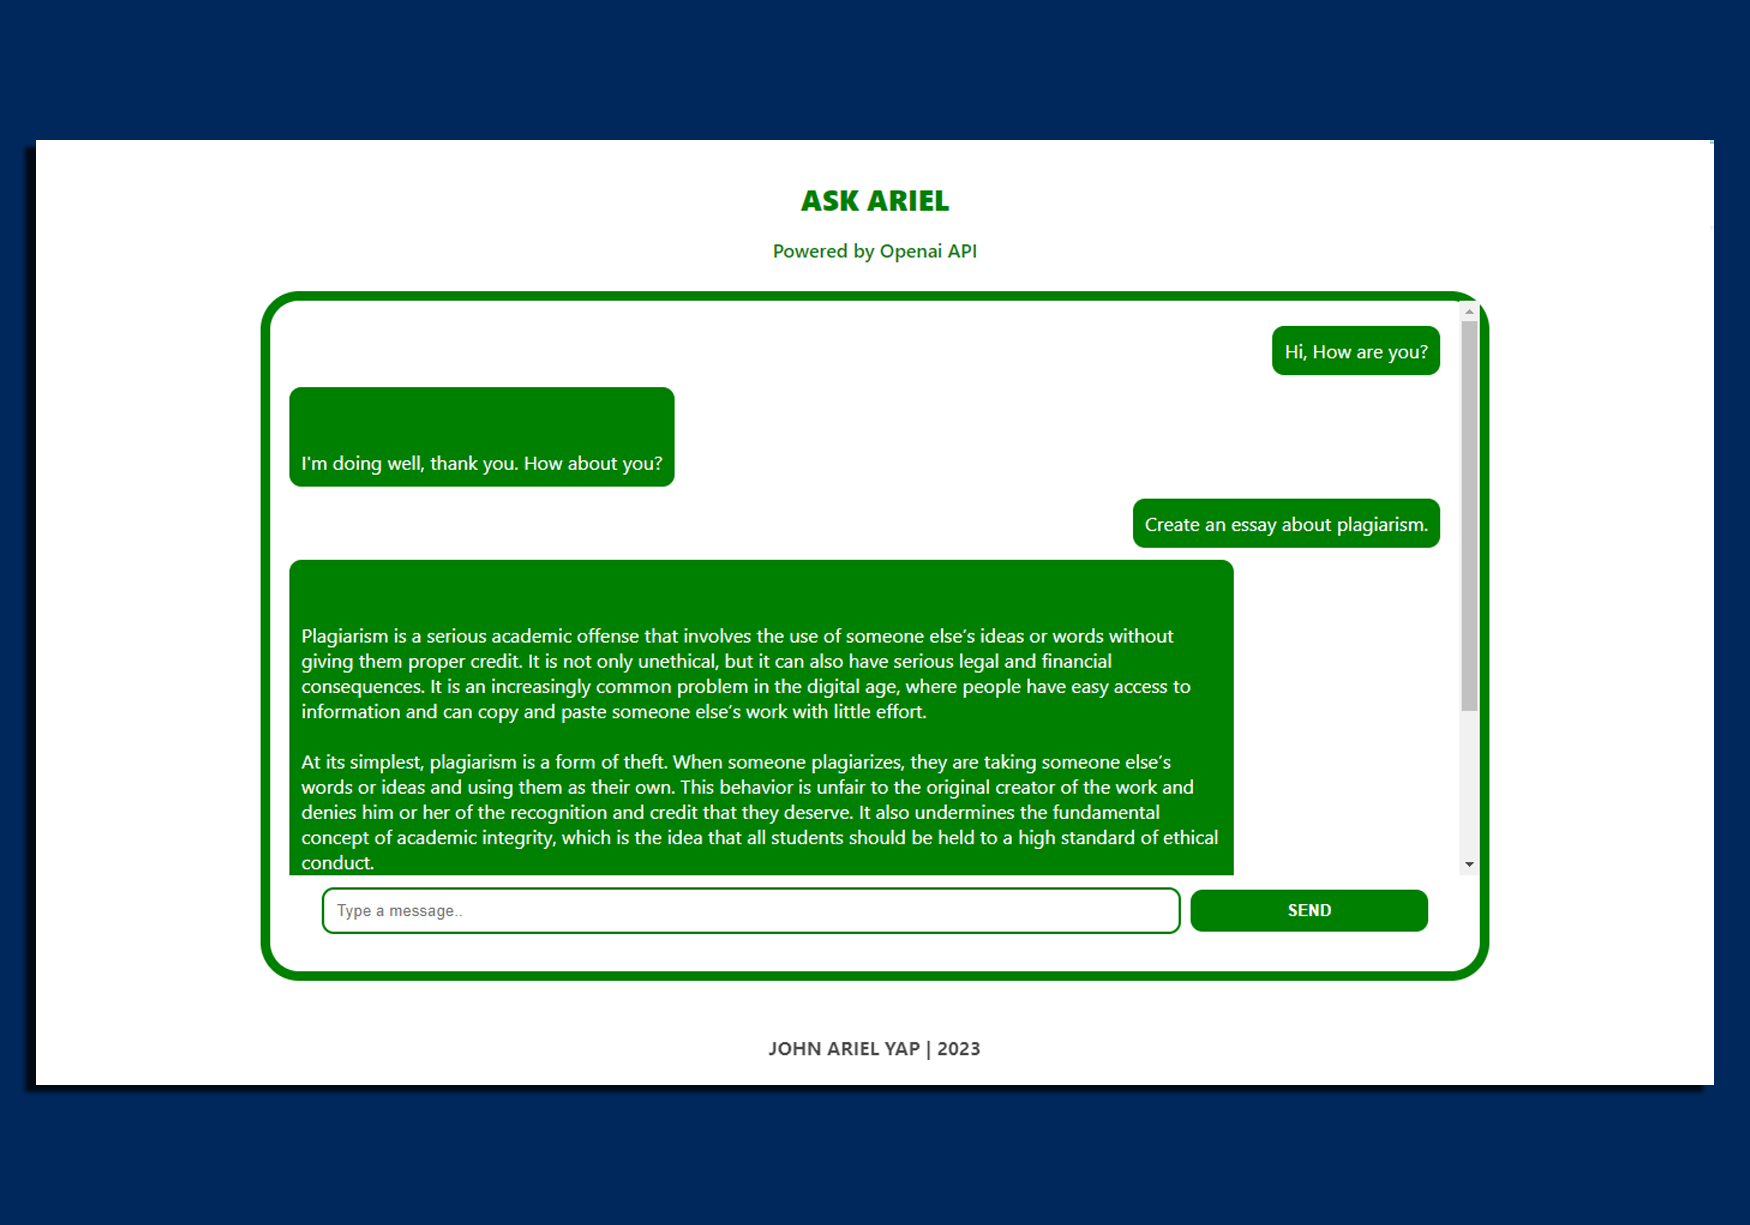 ASK ARIEL
Powered by Openai API
Hi, How are you?
I'm doing well, thank you. How about you?
Create an essay about plagiarism.
Plagiarism is a serious academic offense that involves the use of someone else’s ideas or words without
giving them proper credit. It is not only unethical, but it can also have serious legal and financial
consequences. It is an increasingly common problem in the digital age, where people have easy access to
information and can copy and paste someone else’s work with little effort.
At its simplest, plagiarism is a form of theft. When someone plagiarizes, they are taking someone else’s
words or ideas and using them as their own. This behavior is unfair to the original creator of the work and
denies him or her of the recognition and credit that they deserve. It also undermines the fundamental
concept of academic integrity, which is the idea that all students should be held to a high standard of ethical
conduct.
Type a message..
SEND
JOHN ARIEL YAP | 2023